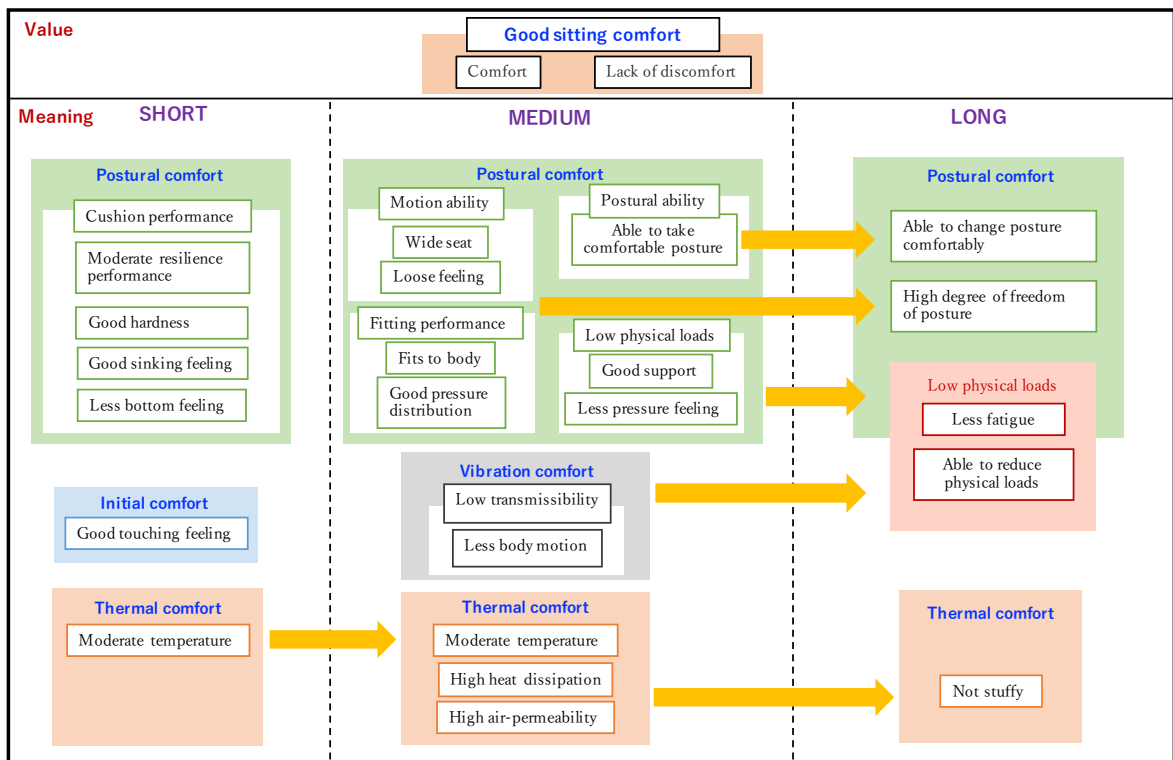 Value
Good sitting comfort
Comfort
Lack of discomfort
Meaning
SHORT
MEDIUM
LONG
Postural comfort
Cushion performance
Moderate resilience
performance
Good hardness
Good sinking feeling
Less bottom feeling
Initial comfort
Good touching feeling
Thermal comfort
Moderate temperature
Postural comfort
Motion ability
Wide seat
Loose feeling
Postural ability
Able to take
comfortable posture
Fitting performance
Fits to body
Good pressure
distribution
Low physical loads
Good support
Less pressure feeling
Vibration comfort
Low transmissibility
Less body motion
Thermal comfort
Moderate temperature
High heat dissipation
High air-permeability
Postural comfort
Able to change posture
comfortably
High degree of freedom
of posture
Low physical loads
Less fatigue
Able to reduce
physical loads
Thermal comfort
Not stuffy